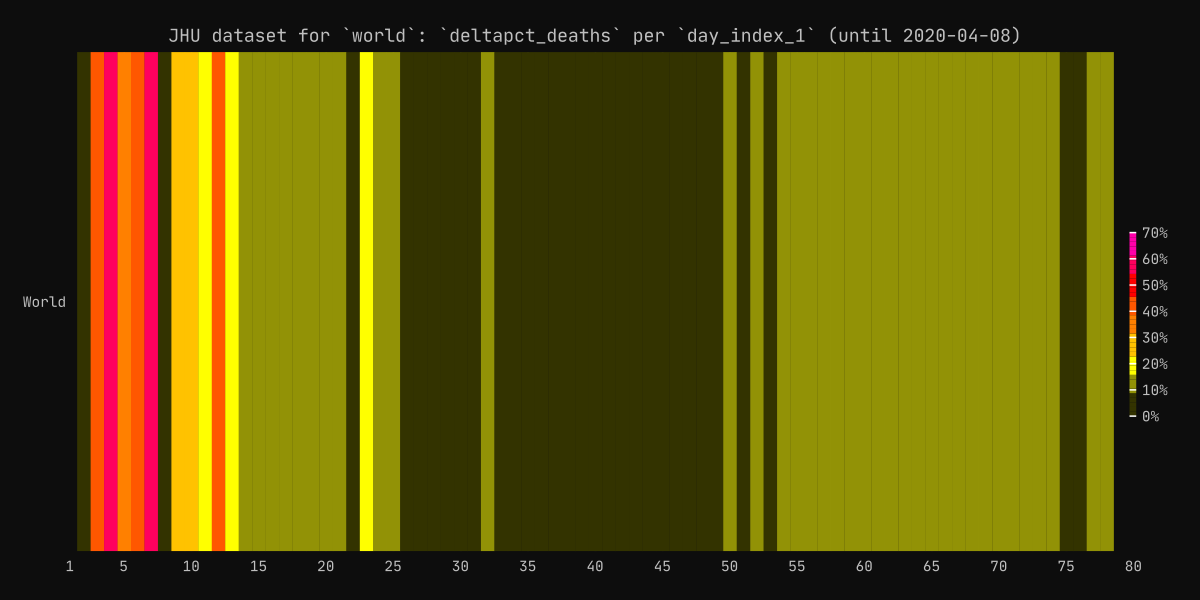 JHU dataset for `world`: `deltapct_deaths` per `day_index_1` (until 2020-04-08)
70%
60%
50%
40%
30%
20%
10%
0%
World
1 5 10 15 20 25 30 35 40 45 50 55 60 65 70 75 80